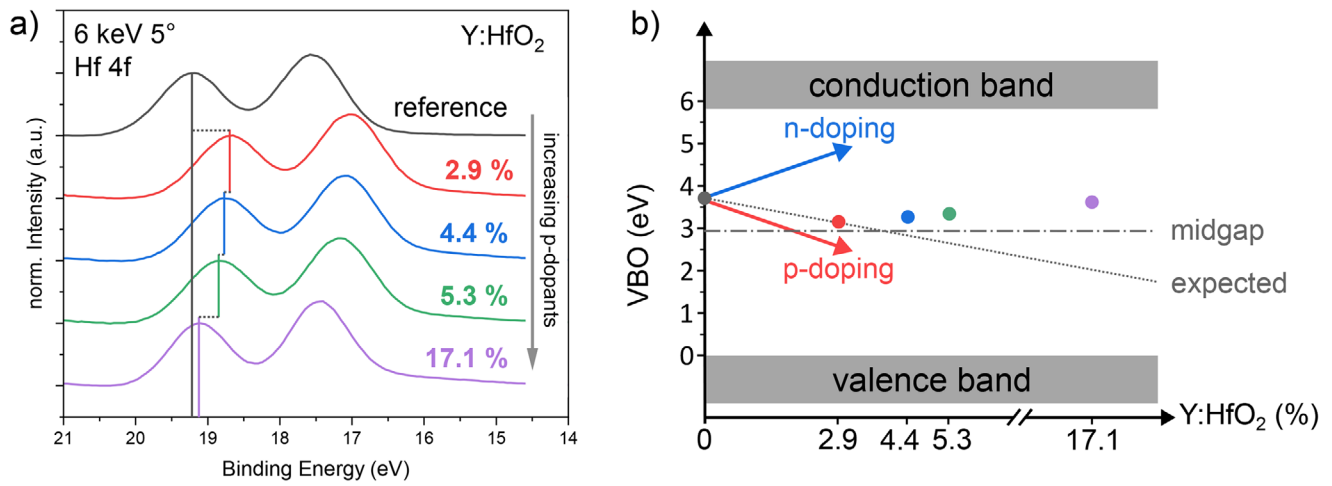 a)
6 keV 5°
Hf 4f
Y:HfO₂
reference
2.9 %
4.4 %
5.3 %
17.1 %
increasing p-dopants
norm. Intensity (a.u.)
21 20 19 18 17 16 15 14
Binding Energy (eV)
b)
conduction band
n-doping
p-doping
midgap
expected
valence band
VBO (eV)
6
5
4
3
2
1
0
0 2.9 4.4 5.3 17.1
Y:HfO₂ (%)